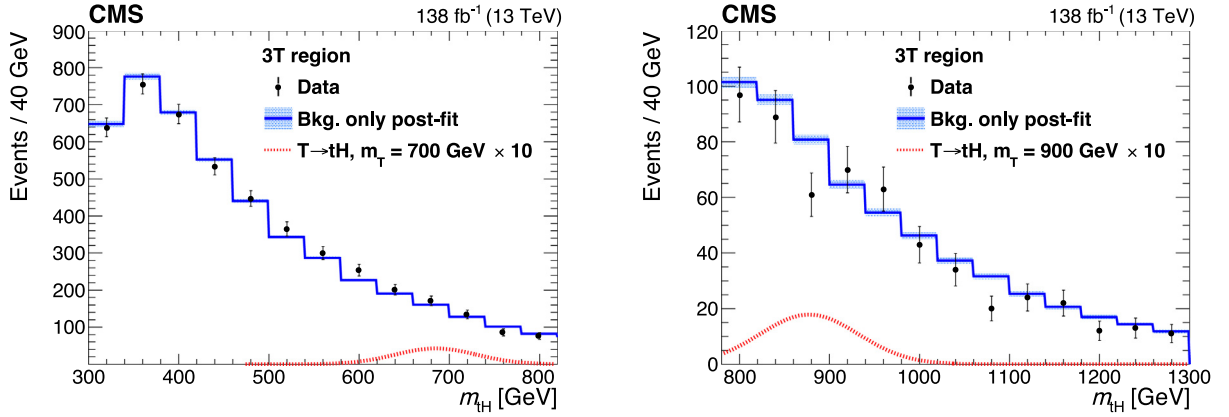 CMS 138 fb⁻¹ (13 TeV)
Events / 40 GeV
900
800
700
600
500
400
300
200
100
3T region
Data
Bkg. only post-fit
T→tH, m_T = 700 GeV × 10
300 400 500 600 700 800
m_tH [GeV]
CMS 138 fb⁻¹ (13 TeV)
Events / 40 GeV
120
100
80
60
40
20
0
3T region
Data
Bkg. only post-fit
T→tH, m_T = 900 GeV × 10
800 900 1000 1100 1200 1300
m_tH [GeV]